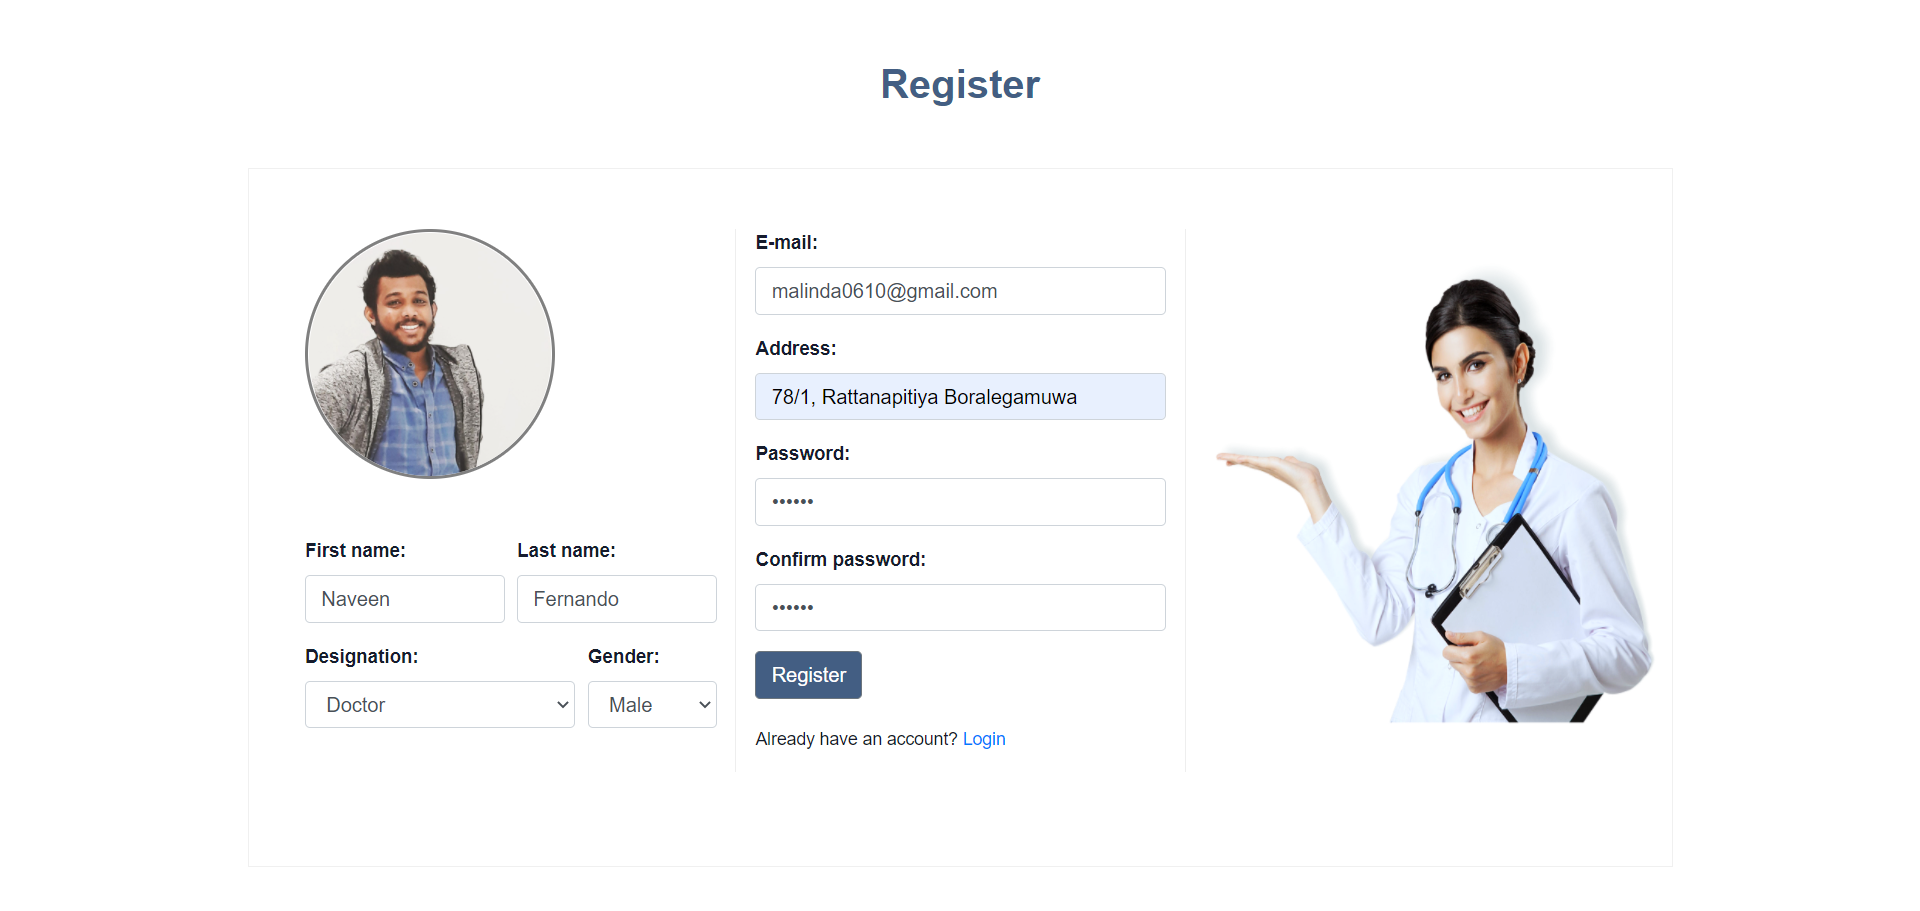 Register
First name:
Last name:
Naveen
Fernando
Designation:
Gender:
Doctor
Male
E-mail:
malinda0610@gmail.com
Address:
78/1, Rattanapitiya Boralegamuwa
Password:
••••••
Confirm password:
••••••
Register
Already have an account? Login